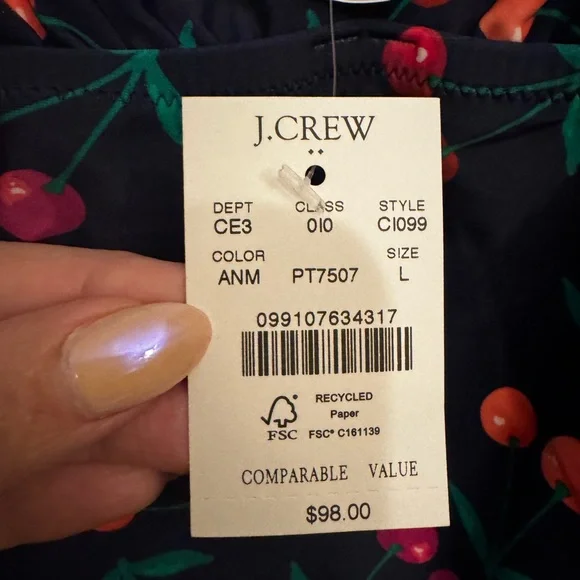 J.CREW
DEPT CLASS STYLE
CE3 010 CI099
COLOR SIZE
ANM PT7507 L
099107634317
RECYCLED
Paper
FSC FSC® C161139
COMPARABLE VALUE
$98.00